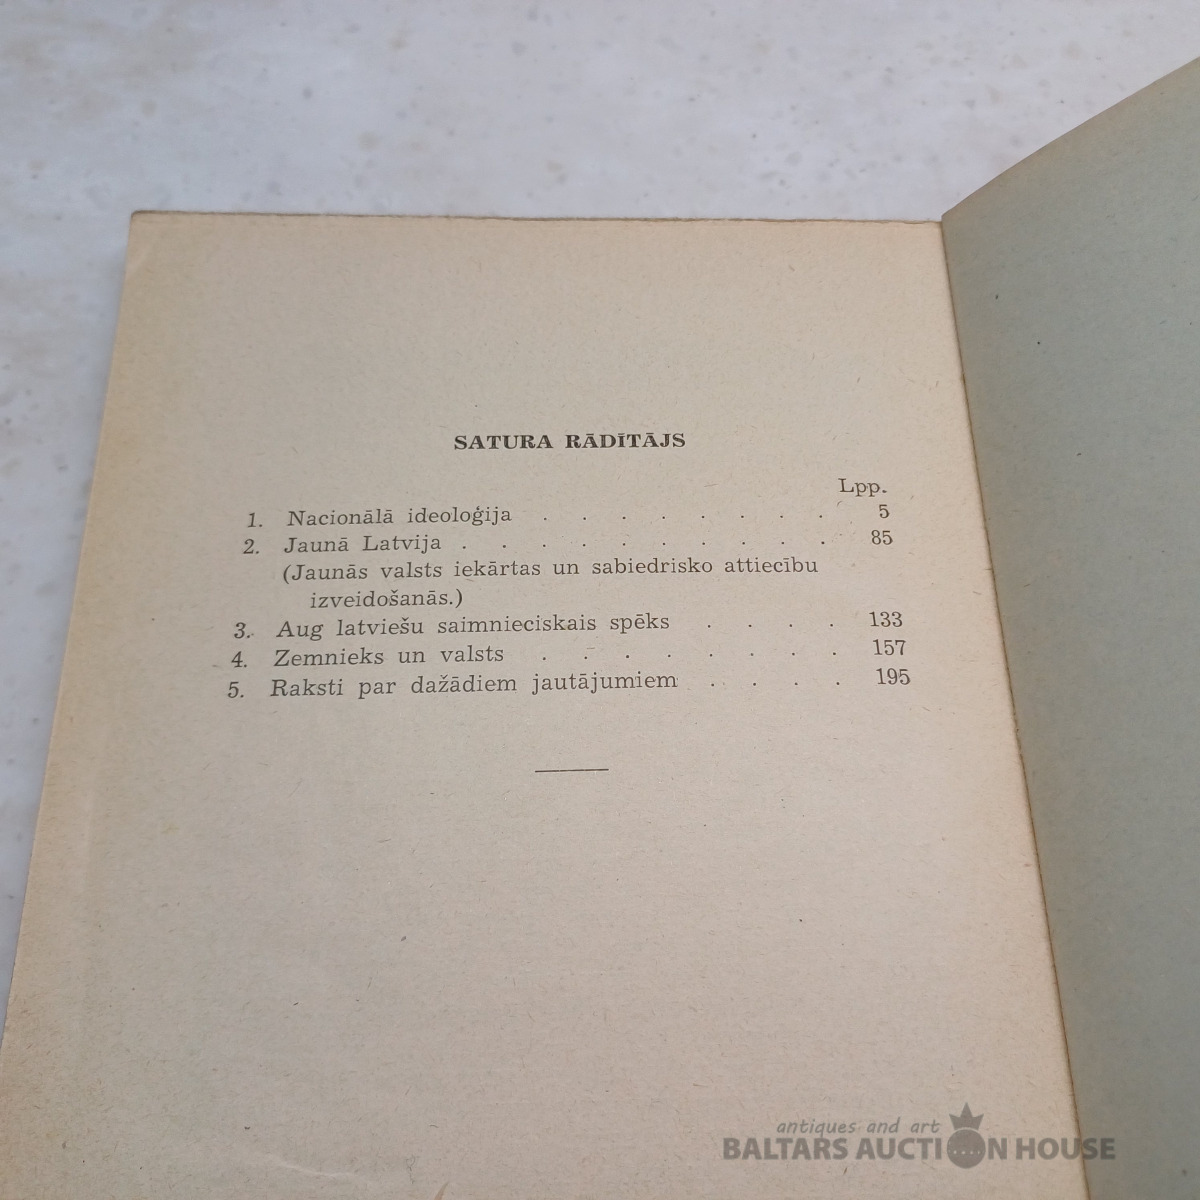 SATURA RĀDĪTĀJS
Lpp.
1. Nacionālā ideoloģija . . . . . . . . 5
2. Jaunā Latvija . . . . . . . . . . 85
(Jaunās valsts iekārtas un sabiedrisko attiecību
izveidošanās.)
3. Aug latviešu saimnieciskais spēks . . . . 133
4. Zemnieks un valsts . . . . . . . . 157
5. Raksti par dažādiem jautājumiem . . . . 195
antiques and art
BALTARS AUCTION HOUSE